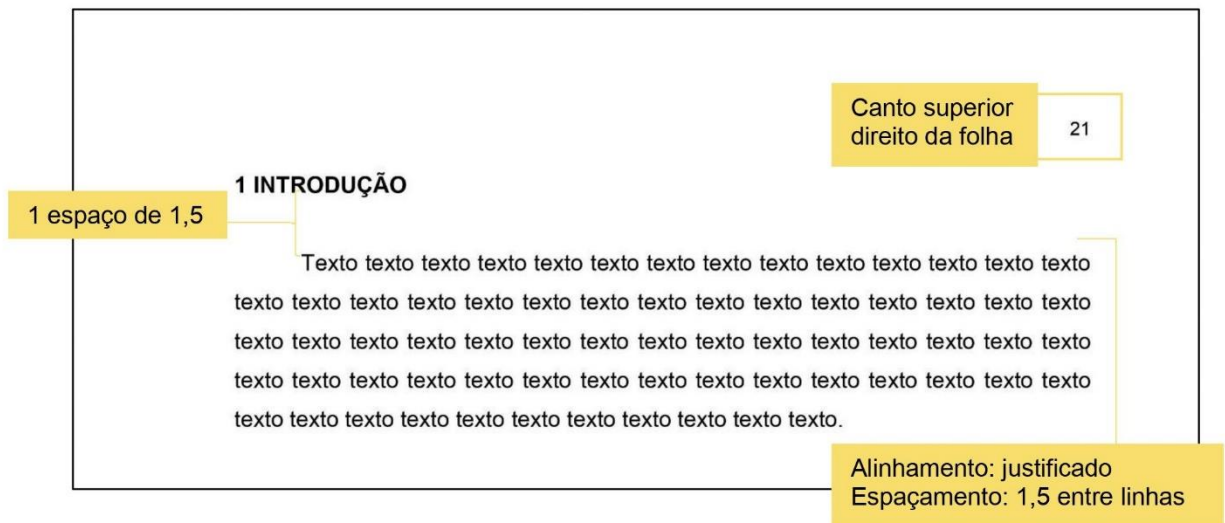 Canto superior
direito da folha
21
1 INTRODUÇÃO
1 espaço de 1,5
Texto texto texto texto texto texto texto texto texto texto texto texto texto texto
texto texto texto texto texto texto texto texto texto texto texto texto texto texto texto
texto texto texto texto texto texto texto texto texto texto texto texto texto texto texto
texto texto texto texto texto texto texto texto texto texto texto texto texto texto texto
texto texto texto texto texto texto texto texto texto texto texto.
Alinhamento: justificado
Espaçamento: 1,5 entre linhas